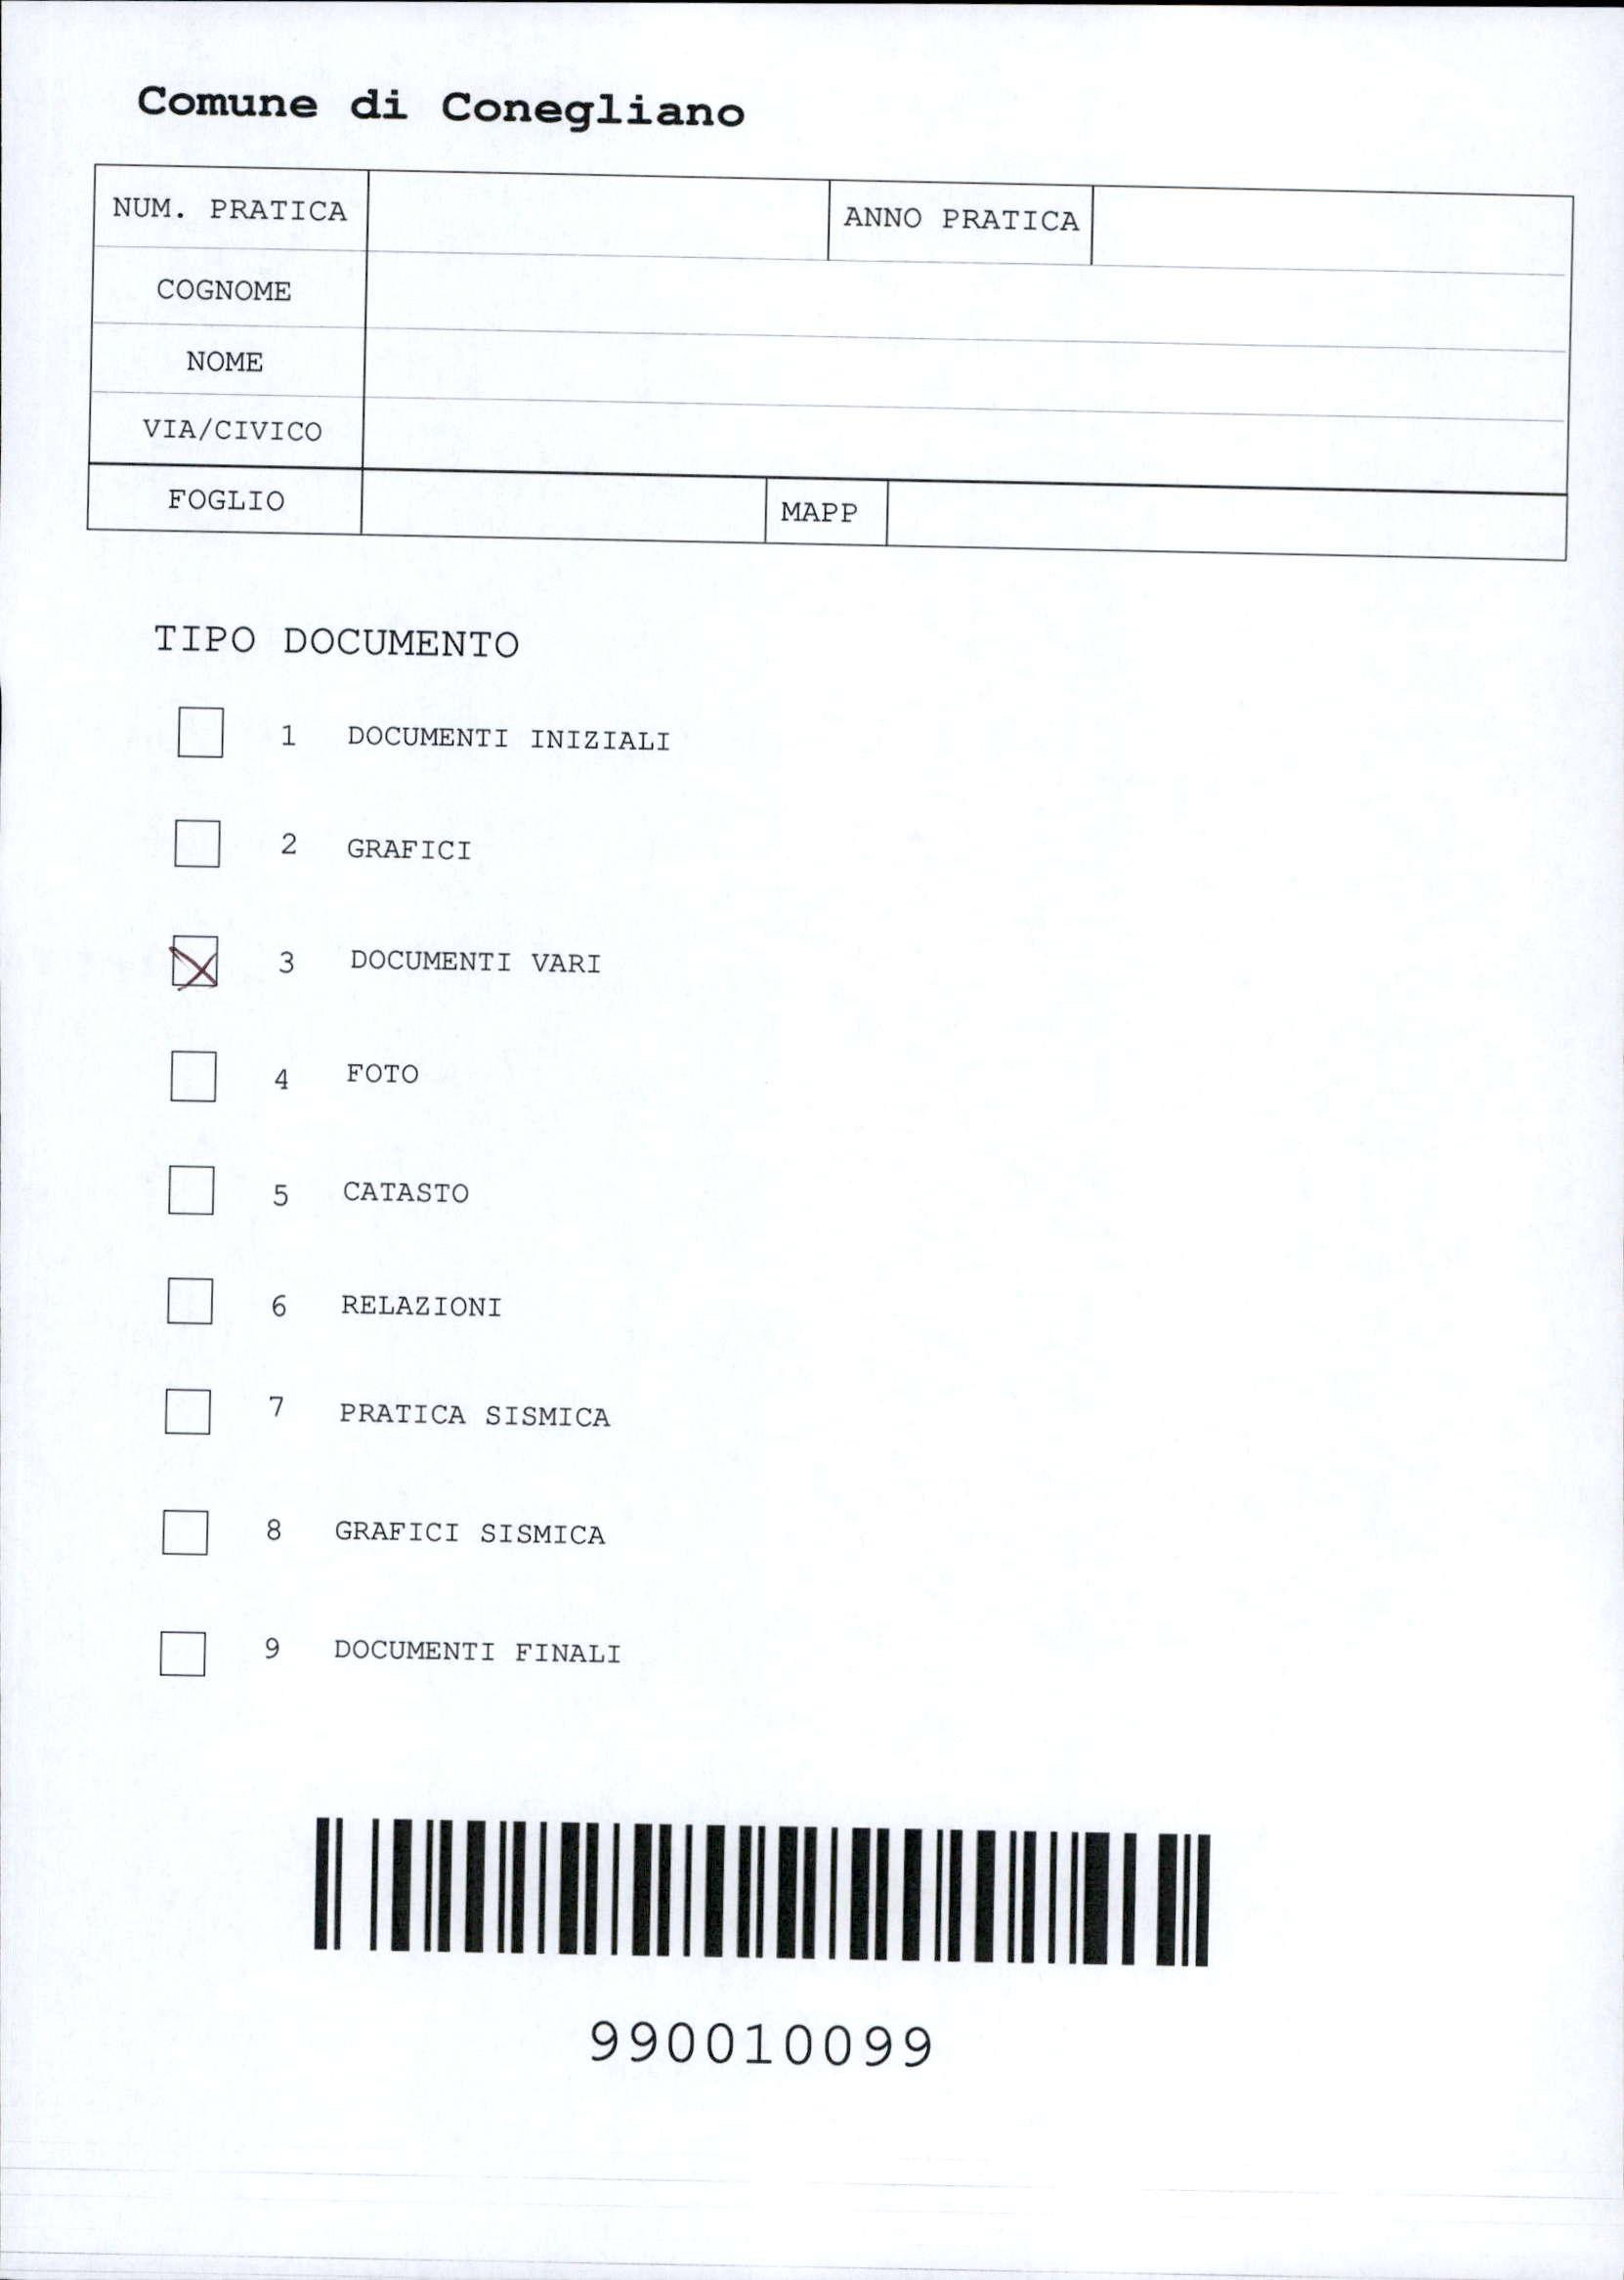 Comune di Conegliano
NUM. PRATICA ANNO PRATICA
COGNOME
NOME
VIA/CIVICO
FOGLIO MAPP
TIPO DOCUMENTO
1 DOCUMENTI INIZIALI
2 GRAFICI
3 DOCUMENTI VARI
4 FOTO
5 CATASTO
6 RELAZIONI
7 PRATICA SISMICA
8 GRAFICI SISMICA
9 DOCUMENTI FINALI
990010099